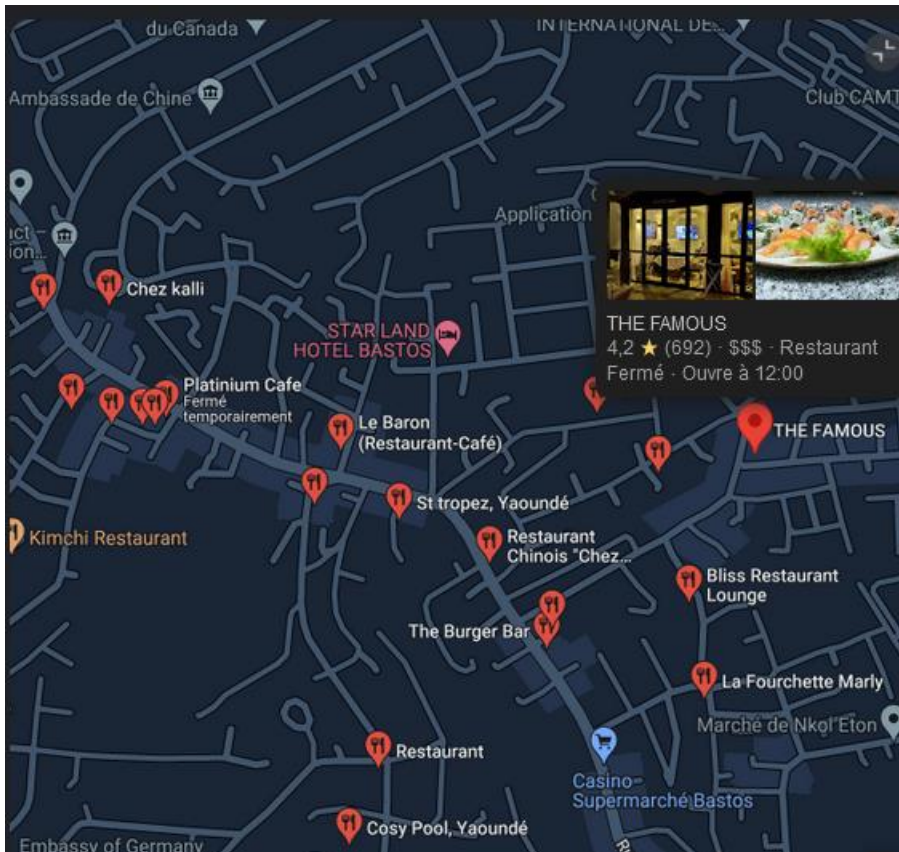 du Canada
INTERNATIONAL DE...
Ambassade de Chine
Club CAMT
Application
Chez kalli
STAR LAND
HOTEL BASTOS
THE FAMOUS
4,2 ★ (692) · $$$ · Restaurant
Fermé · Ouvre à 12:00
Platinium Cafe
Fermé
temporairement
Le Baron
(Restaurant-Café)
THE FAMOUS
St tropez, Yaoundé
Kimchi Restaurant
Restaurant
Chinois "Chez...
Bliss Restaurant
Lounge
The Burger Bar
La Fourchette Marly
Marché de Nkol Eton
Restaurant
Casino
Supermarché Bastos
Cosy Pool, Yaoundé
Embassy of Germany